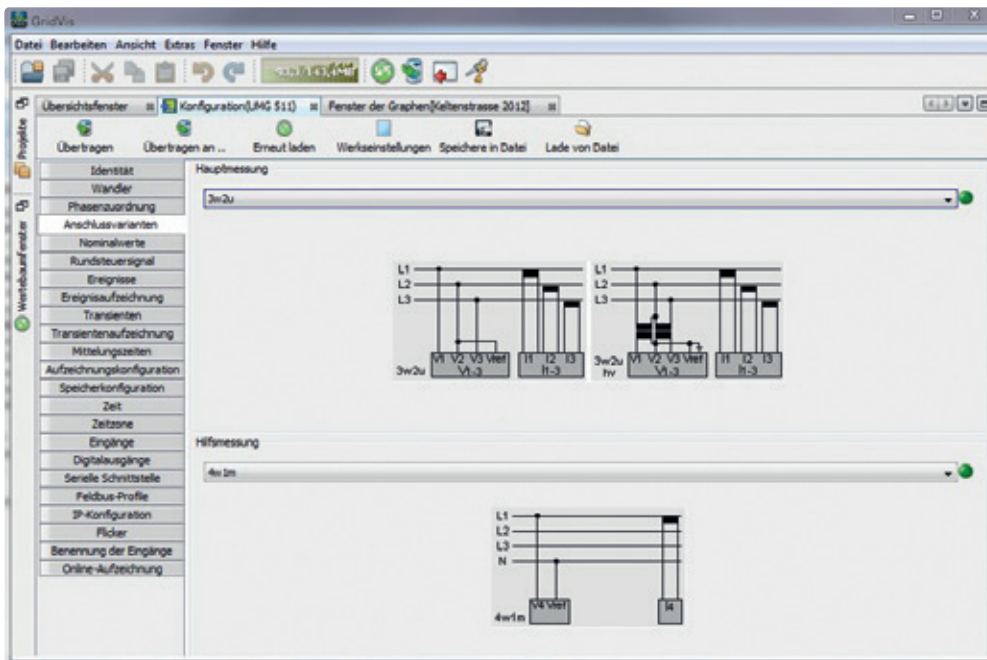 GridVis
Datei Bearbeiten Ansicht Extras Fenster Hilfe
Übersichtsfenster Konfiguration(UMG 511) Fenster der Graphen[Keltenstrasse 2012]
Projekte
Wertebaumfenster
Übertragen Übertragen an ... Erneut laden Werkseinstellungen Speichere in Datei Lade von Datei
Identität
Wandler
Phasenzuordnung
Anschlussvarianten
Nominalwerte
Rundsteuersignal
Ereignisse
Ereignisaufzeichnung
Transienten
Transientenaufzeichnung
Mittelungszeiten
Aufzeichnungskonfiguration
Speicherkonfiguration
Zeit
Zeitzone
Eingänge
Digitalausgänge
Serielle Schnittstelle
Feldbus-Profile
IP-Konfiguration
Flicker
Benennung der Eingänge
Online-Aufzeichnung
Hauptmessung
3w2u
L1 L1
L2 L2
L3 L3
V1 V2 V3 Vref I1 I2 I3 V1 V2 V3 Vref I1 I2 I3
3w2u V1-3 I1-3 3w2u hv V1-3 I1-3
Hilfsmessung
4w1m
L1
L2
L3
N
V4 Vref I4
4w1m